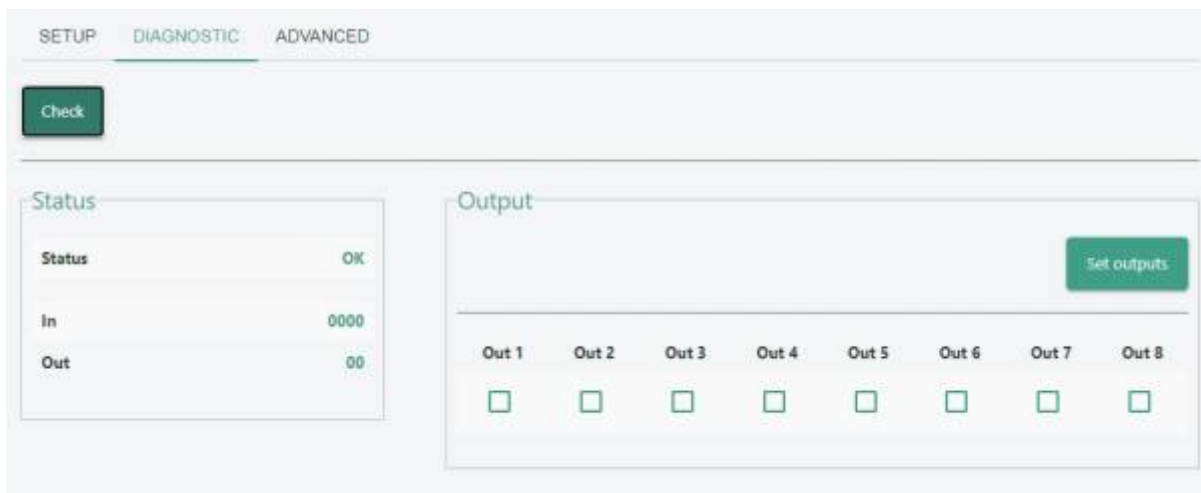 SETUP DIAGNOSTIC ADVANCED
Check
Status
Status OK
In 0000
Out 00
Output
Set outputs
Out 1 Out 2 Out 3 Out 4 Out 5 Out 6 Out 7 Out 8